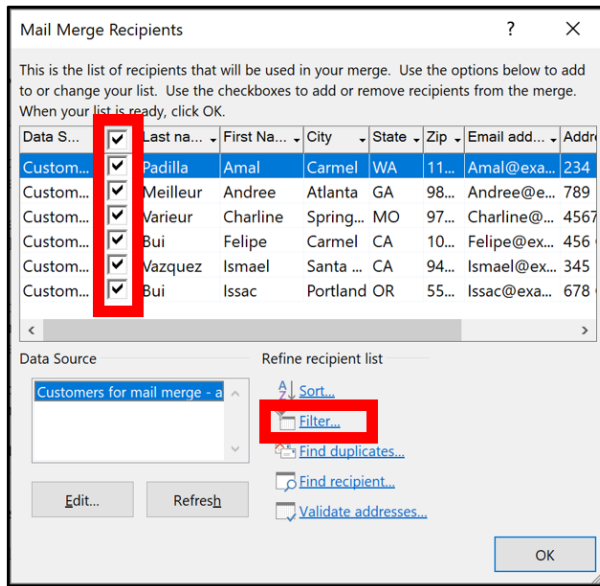 Mail Merge Recipients ? ×
This is the list of recipients that will be used in your merge. Use the options below to add
to or change your list. Use the checkboxes to add or remove recipients from the merge.
When your list is ready, click OK.
Data S... Last na... First Na... City State Zip Email add... Addre
Custom... Padilla Amal Carmel WA 11... Amal@exa... 234
Custom... Meilleur Andree Atlanta GA 98... Andree@e... 789
Custom... Varieur Charline Spring... MO 97... Charline@... 4567
Custom... Bui Felipe Carmel CA 10... Felipe@ex... 456
Custom... Vazquez Ismael Santa ... CA 94... Ismael@ex... 345
Custom... Bui Issac Portland OR 55... Issac@exa... 678
Data Source Refine recipient list
Customers for mail merge - a
Sort...
Filter...
Find duplicates...
Find recipient...
Validate addresses...
Edit... Refresh
OK